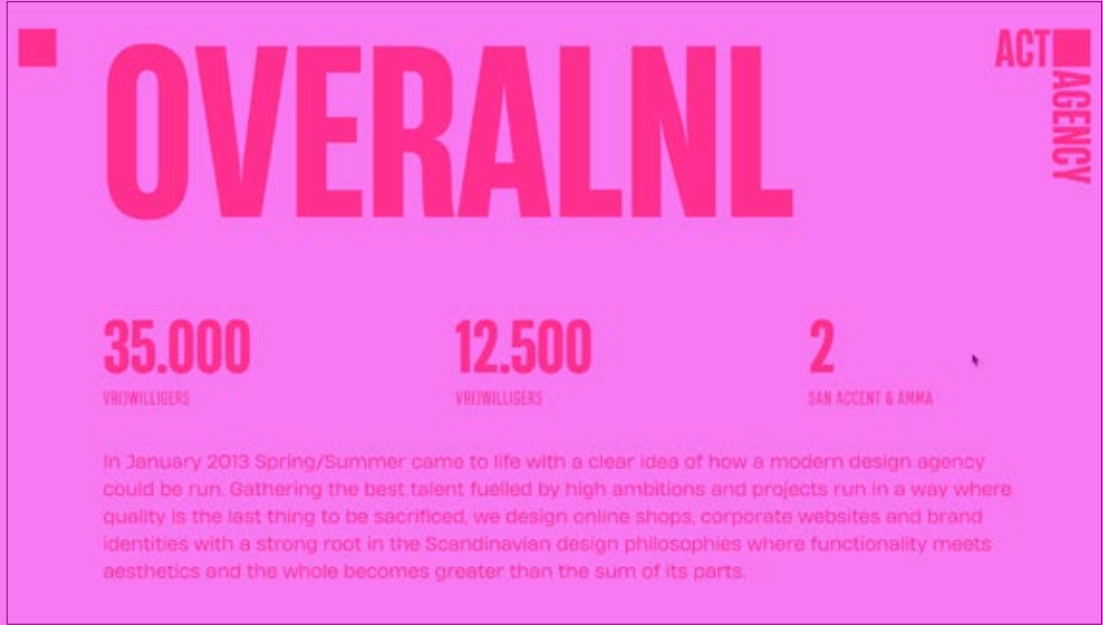 OVERALNL
ACT
AGENCY
35.000
12.500
2
VRIJWILLIGERS
VRIJWILLIGERS
SAN ACCENT & AMMA
In January 2013 Spring/Summer came to life with a clear idea of how a modern design agency
could be run. Gathering the best talent fuelled by high ambitions and projects run in a way where
quality is the last thing to be sacrificed, we design online shops, corporate websites and brand
identities with a strong root in the Scandinavian design philosophies where functionality meets
aesthetics and the whole becomes greater than the sum of its parts.